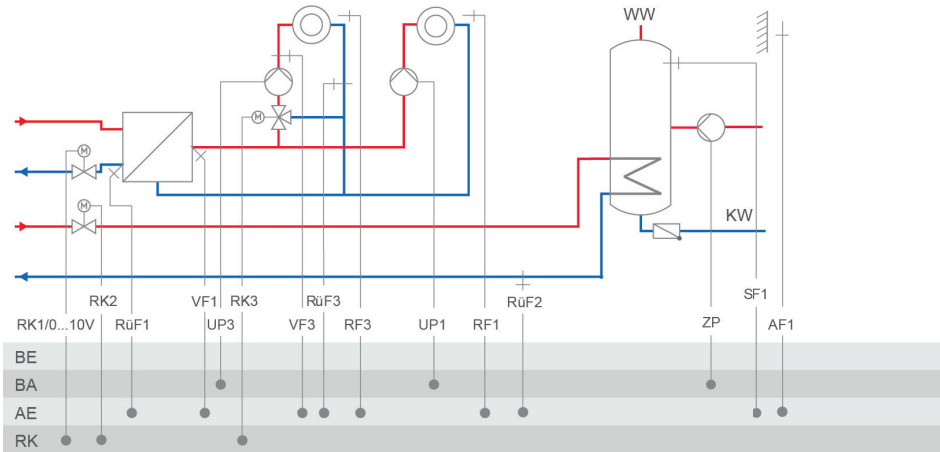 WW
M
M
M
KW
RK2
VF1
RK3
RüF3
RüF2
SF1
RK1/0...10V
RüF1
UP3
VF3
RF3
UP1
RF1
ZP
AF1
BE
BA
AE
RK